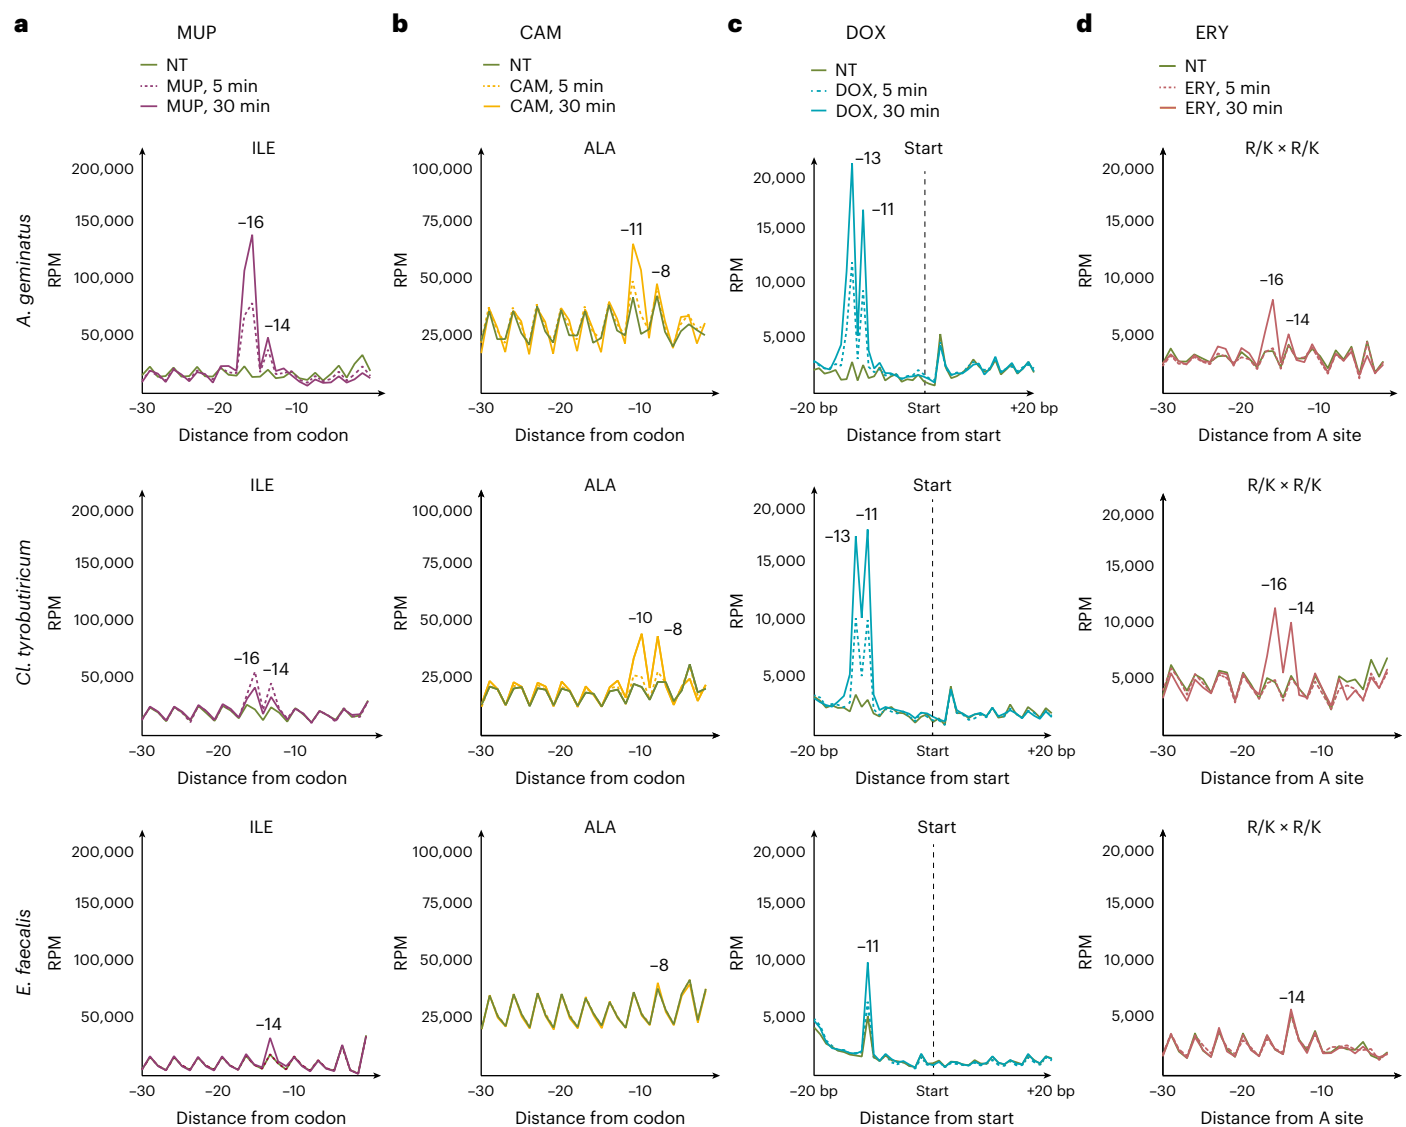 a
MUP
NT
MUP, 5 min
MUP, 30 min
b
CAM
NT
CAM, 5 min
CAM, 30 min
c
DOX
NT
DOX, 5 min
DOX, 30 min
d
ERY
NT
ERY, 5 min
ERY, 30 min
A. geminatus
ILE
RPM
200,000
150,000
100,000
50,000
–16
–14
–30
–20
–10
Distance from codon
ALA
RPM
100,000
75,000
50,000
25,000
–11
–8
–30
–20
–10
Distance from codon
Start
RPM
20,000
15,000
10,000
5,000
–13
–11
–20 bp
Start
+20 bp
Distance from start
R/K × R/K
RPM
20,000
15,000
10,000
5,000
–16
–14
–30
–20
–10
Distance from A site
Cl. tyrobutiricum
ILE
RPM
200,000
150,000
100,000
50,000
–16
–14
–30
–20
–10
Distance from codon
ALA
RPM
100,000
75,000
50,000
25,000
–10
–8
–30
–20
–10
Distance from codon
Start
RPM
20,000
15,000
10,000
5,000
–13
–11
–20 bp
Start
+20 bp
Distance from start
R/K × R/K
RPM
20,000
15,000
10,000
5,000
–16
–14
–30
–20
–10
Distance from A site
E. faecalis
ILE
RPM
200,000
150,000
100,000
50,000
–14
–30
–20
–10
Distance from codon
ALA
RPM
100,000
75,000
50,000
25,000
–8
–30
–20
–10
Distance from codon
Start
RPM
20,000
15,000
10,000
5,000
–11
–20 bp
Start
+20 bp
Distance from start
R/K × R/K
RPM
20,000
15,000
10,000
5,000
–14
–30
–20
–10
Distance from A site